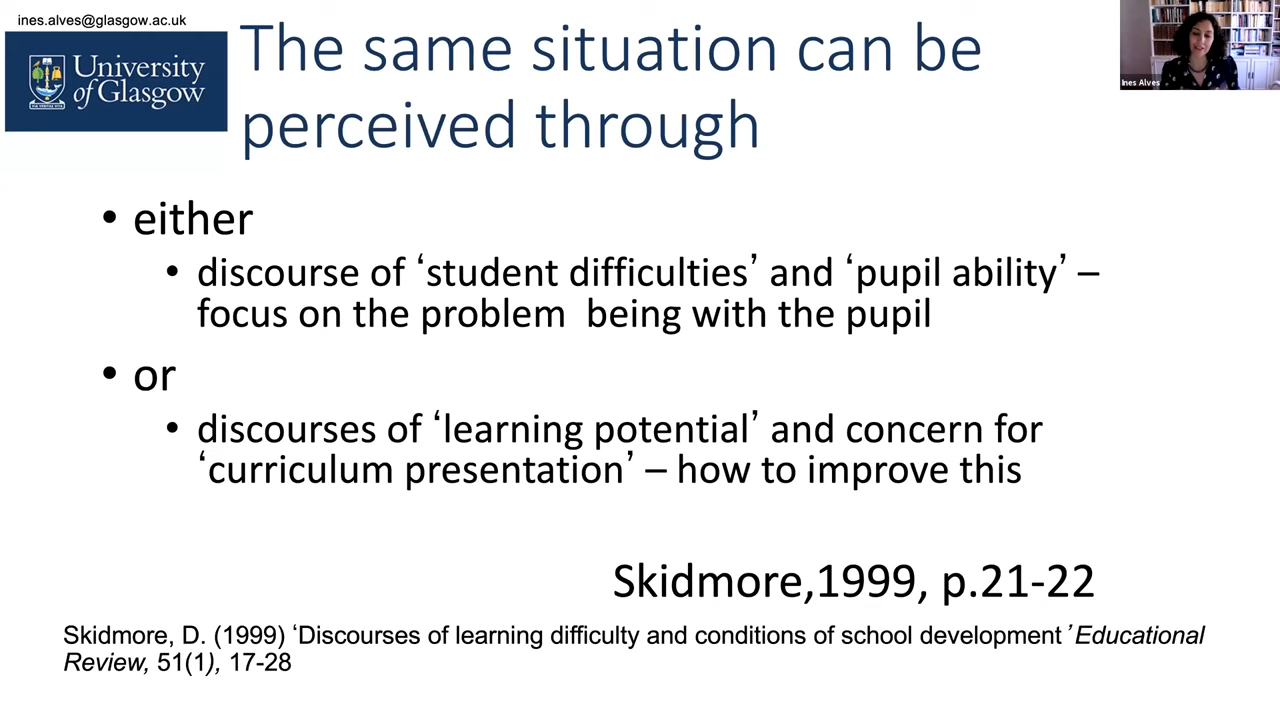 ines.alves@glasgow.ac.uk
University
of Glasgow
The same situation can be
perceived through
Ines Alves
• either
• discourse of ‘student difficulties’ and ‘pupil ability’ –
focus on the problem  being with the pupil
• or
• discourses of ‘learning potential’ and concern for
‘curriculum presentation’ – how to improve this
Skidmore,1999, p.21-22
Skidmore, D. (1999) ‘Discourses of learning difficulty and conditions of school development’ Educational
Review, 51(1), 17-28